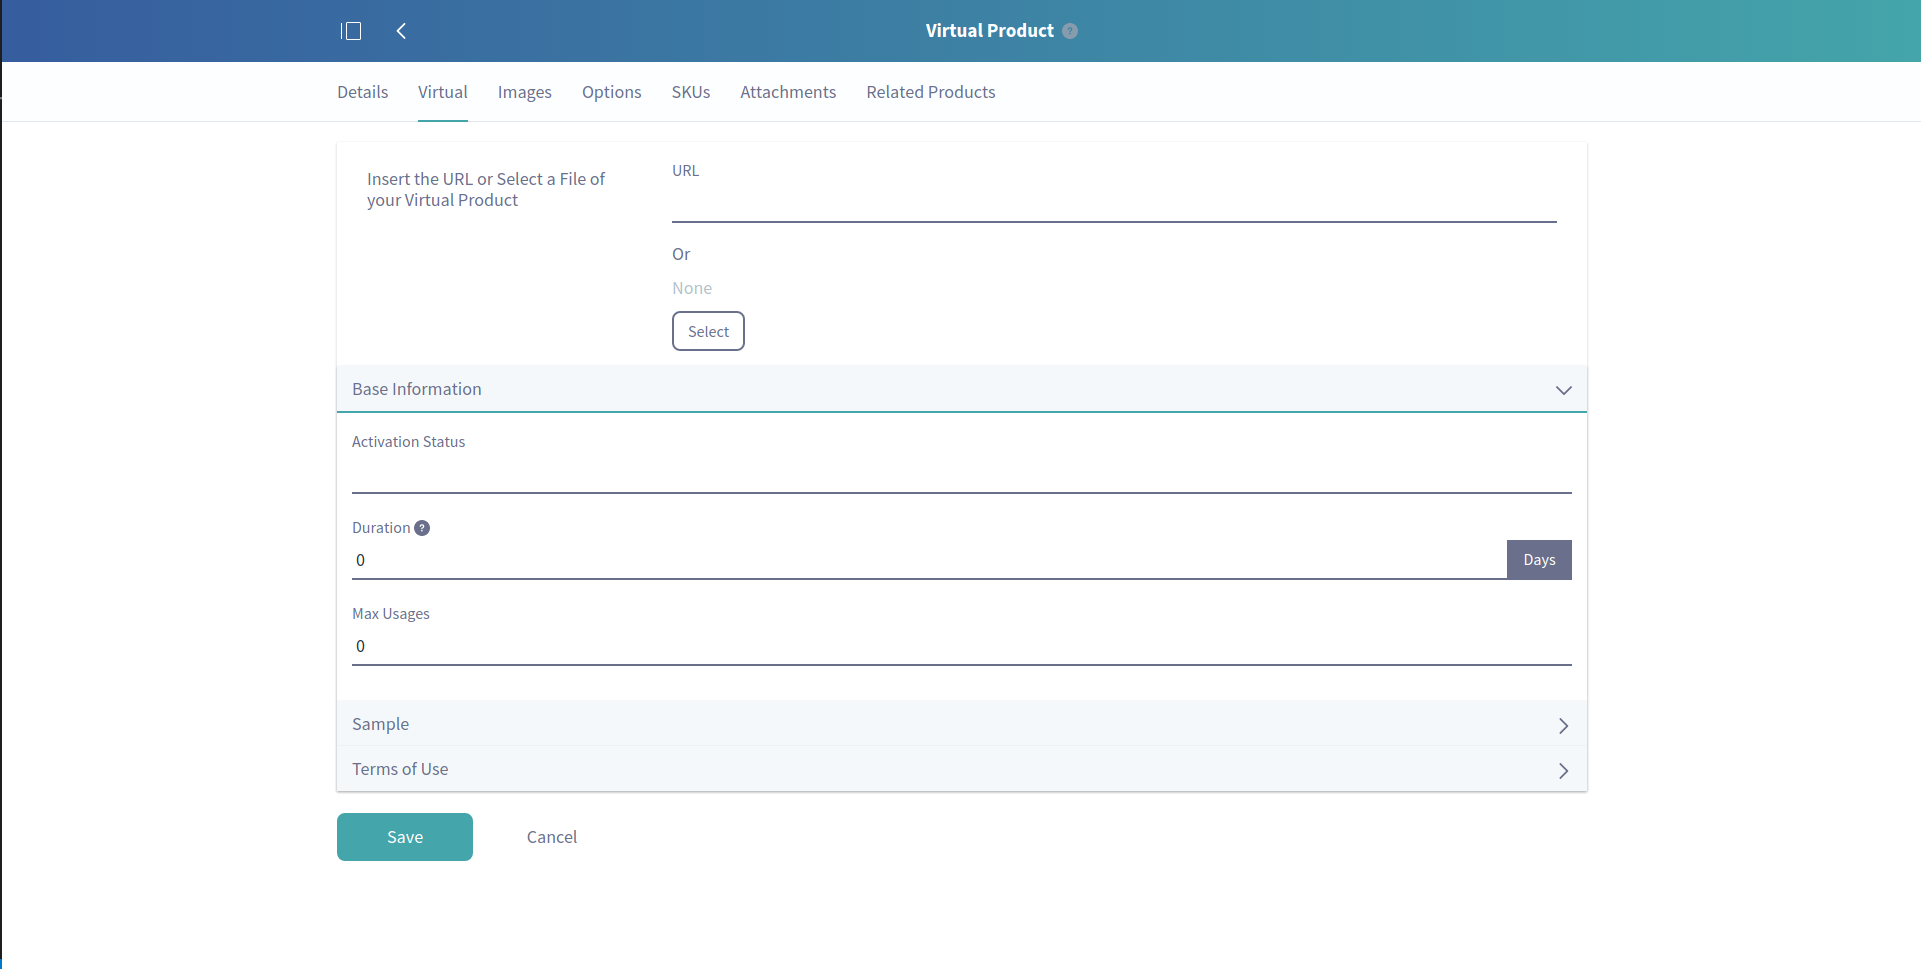 Virtual Product ?
Details Virtual Images Options SKUs Attachments Related Products
Insert the URL or Select a File of
your Virtual Product
URL
Or
None
Select
Base Information
Activation Status
Duration ?
0 Days
Max Usages
0
Sample
Terms of Use
Save Cancel